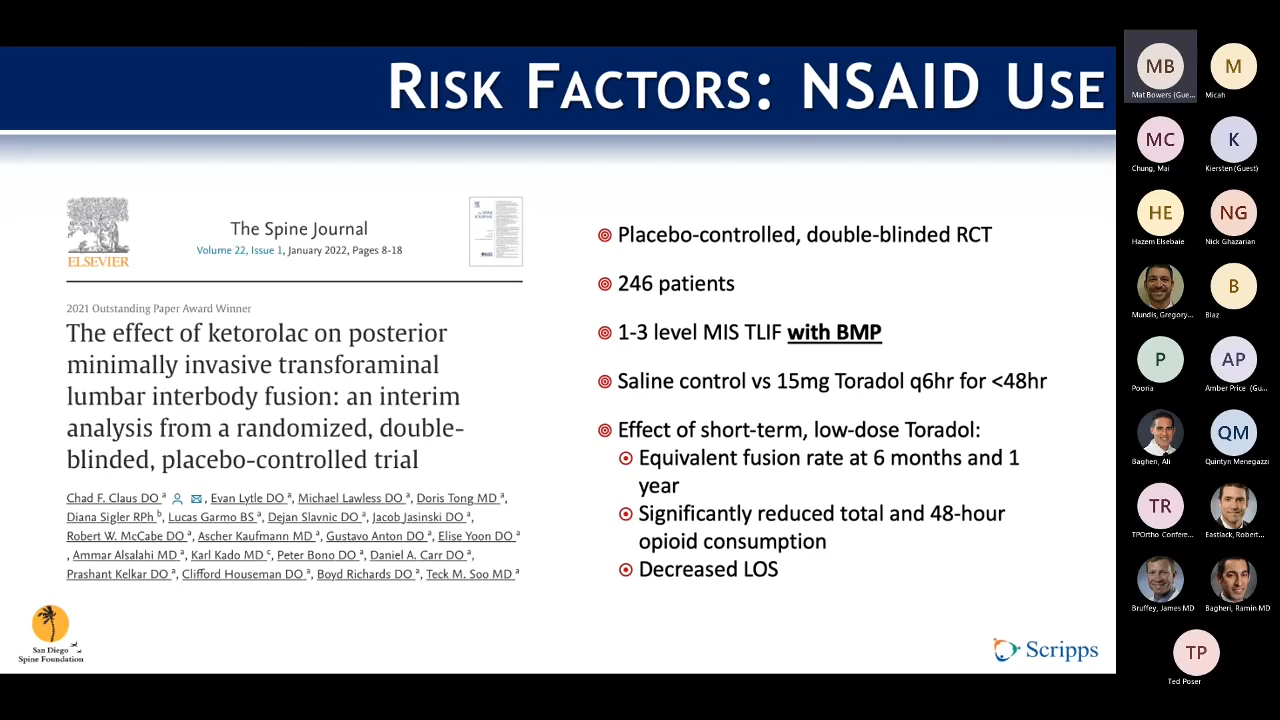 RISK FACTORS: NSAID USE
ELSEVIER
The Spine Journal
Volume 22, Issue 1, January 2022, Pages 8-18
2021 Outstanding Paper Award Winner
The effect of ketorolac on posterior
minimally invasive transforaminal
lumbar interbody fusion: an interim
analysis from a randomized, double-
blinded, placebo-controlled trial
Chad F. Claus DO a, Evan Lytle DO a, Michael Lawless DO a, Doris Tong MD a,
Diana Sigler RPh b, Lucas Garmo BS a, Dejan Slavnic DO a, Jacob Jasinski DO a,
Robert W. McCabe DO a, Ascher Kaufmann MD a, Gustavo Anton DO a, Elise Yoon DO a
, Ammar Alsalahi MD a, Karl Kado MD c, Peter Bono DO a, Daniel A. Carr DO a,
Prashant Kelkar DO a, Clifford Houseman DO a, Boyd Richards DO a, Teck M. Soo MD a
Placebo-controlled, double-blinded RCT
246 patients
1-3 level MIS TLIF with BMP
Saline control vs 15mg Toradol q6hr for <48hr
Effect of short-term, low-dose Toradol:
Equivalent fusion rate at 6 months and 1
year
Significantly reduced total and 48-hour
opioid consumption
Decreased LOS
San Diego
Spine Foundation
Scripps
MB
Mat Bowers (Gue...
M
Micah
MC
Chung, Mai
K
Kiersten (Guest)
HE
Hazem Elsebaie
NG
Nick Ghazarian
Mundis, Gregory...
B
Blaz
P
Pooria
AP
Amber Price (Gu...
Bagheri, Ali
QM
Quintyn Menegazzi
TR
TPOrtho Confere...
Eastlack, Robert...
Bruffey, James MD
Bagheri, Ramin MD
TP
Ted Poser